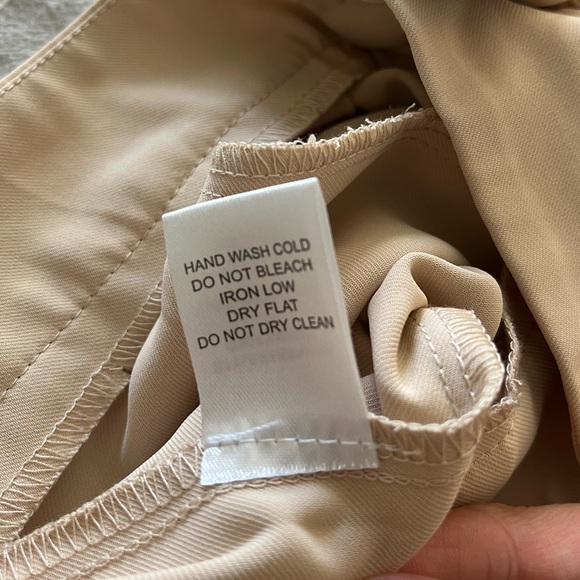 HAND WASH COLD
DO NOT BLEACH
IRON LOW
DRY FLAT
DO NOT DRY CLEAN